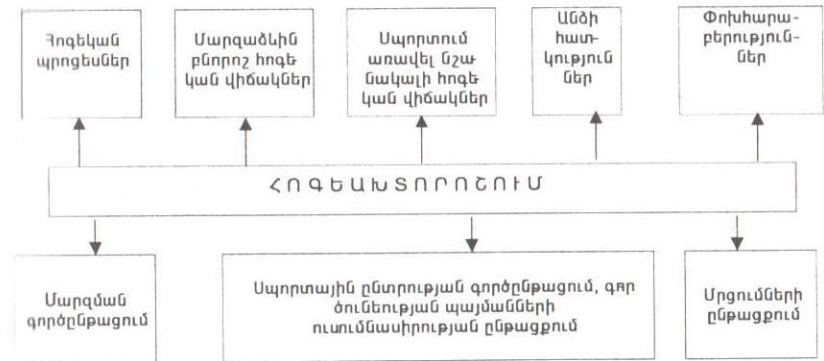 Հոգեկան
պրոցեսներ
Մարզաձևին
բնորոշ հոգե
կան վիճակներ
Սպորտում
առավել նշա-
նակալի հոգե
կան վիճակներ
Անձի
հատ-
կություն
ներ
Փոխհարա-
բերություն-
ներ
ՀՈԳԵԱԽՏՈՐՈՇՈՒՄ
Մարզման
գործընթացում
Սպորտային ընտրության գործընթացում, գոր
ծունեության պայմանների
ուսումնասիրության ընթացքում
Մրցումների
ընթացքում